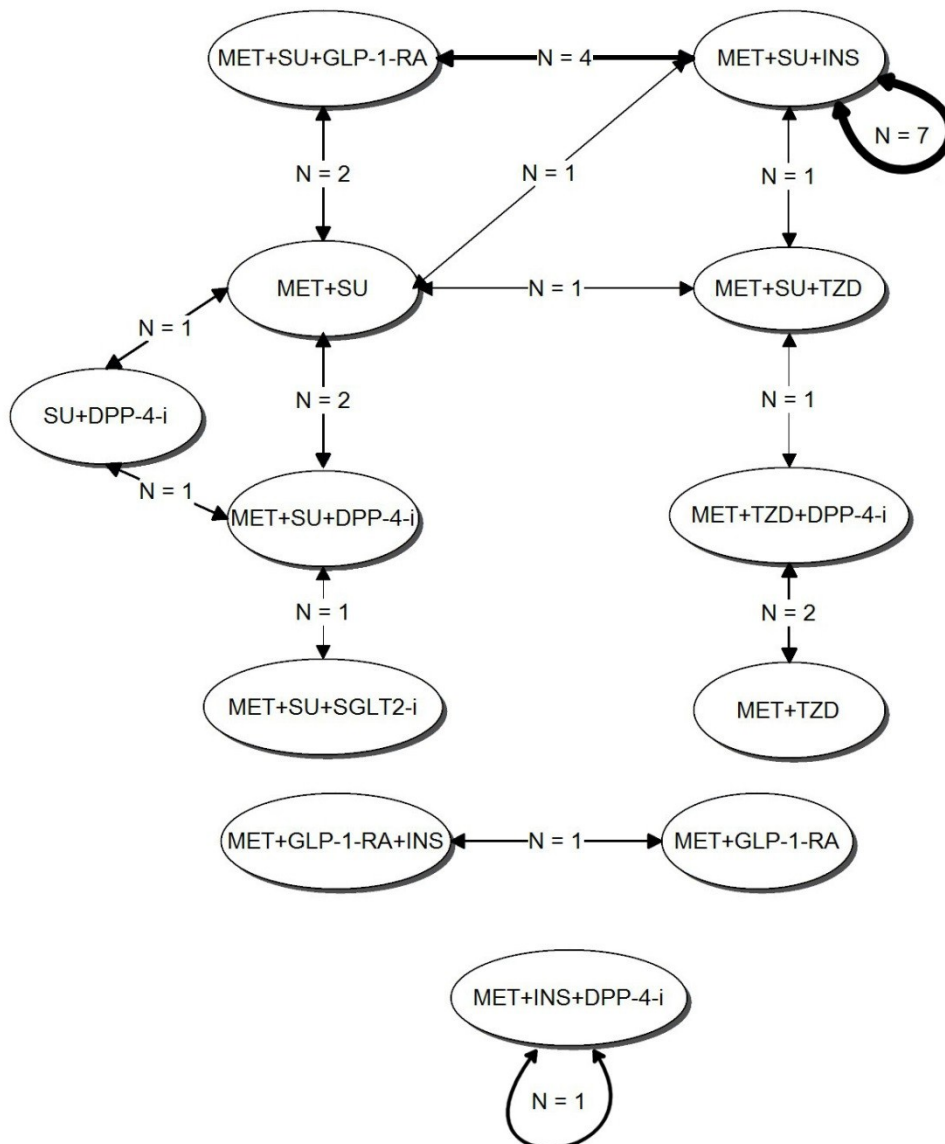 MET+SU+GLP-1-RA
N = 4
MET+SU+INS
N = 7
N = 2
N = 1
N = 1
MET+SU
N = 1
MET+SU+TZD
N = 1
SU+DPP-4-i
N = 2
N = 1
N = 1
MET+SU+DPP-4-i
MET+TZD+DPP-4-i
N = 1
N = 2
MET+SU+SGLT2-i
MET+TZD
MET+GLP-1-RA+INS
N = 1
MET+GLP-1-RA
MET+INS+DPP-4-i
N = 1